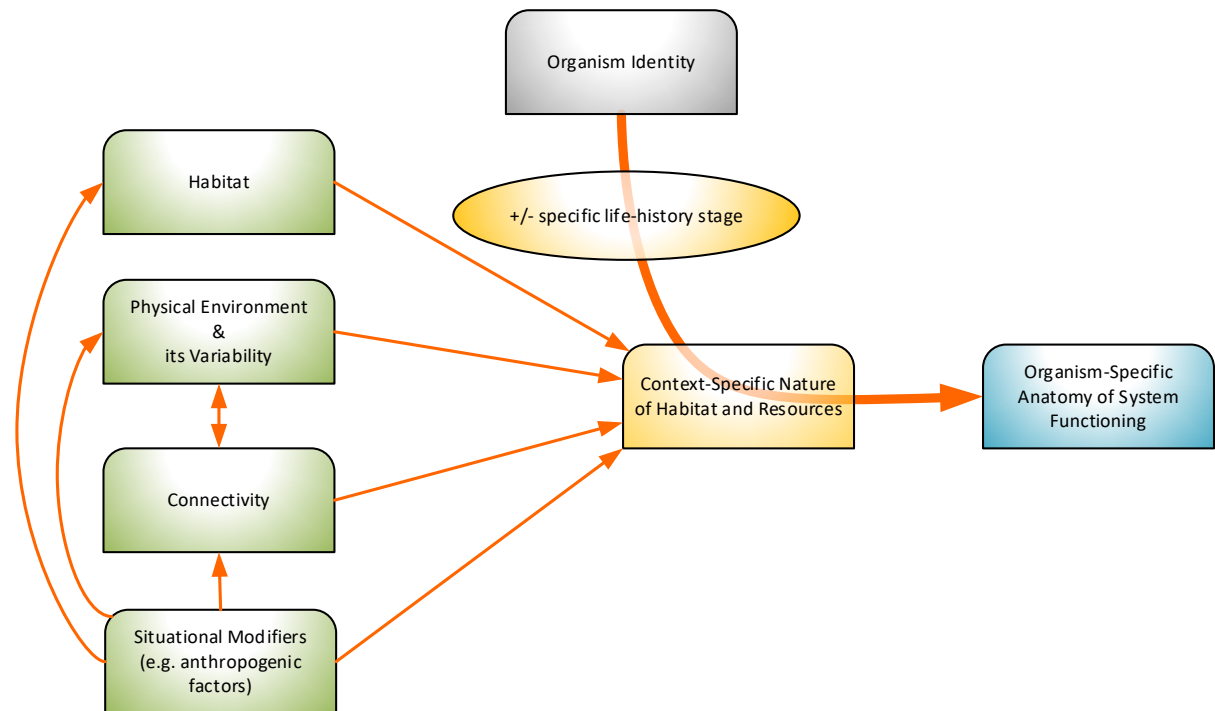 Organism Identity
Habitat
+/- specific life-history stage
Physical Environment
&
its Variability
Context-Specific Nature
of Habitat and Resources
Organism-Specific
Anatomy of System
Functioning
Connectivity
Situational Modifiers
(e.g. anthropogenic
factors)